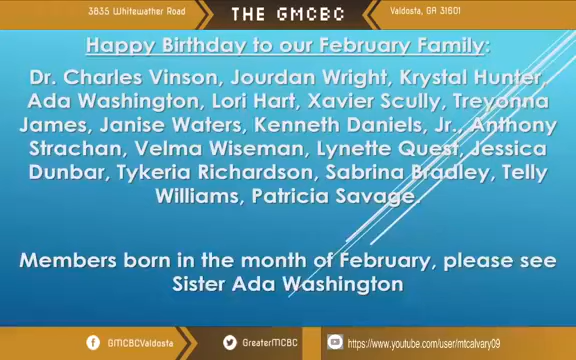 3835 Whitewather Road
THE GMCBC
Valdosta, GA 31601
Happy Birthday to our February Family:
Dr. Charles Vinson, Jourdan Wright, Krystal Hunter,
Ada Washington, Lori Hart, Xavier Scully, Treyonna
James, Janise Waters, Kenneth Daniels, Jr., Anthony
Strachan, Velma Wiseman, Lynette Quest, Jessica
Dunbar, Tykeria Richardson, Sabrina Bradley, Telly
Williams, Patricia Savage.
Members born in the month of February, please see
Sister Ada Washington
GMCBCValdosta
GreaterMCBC
https://www.youtube.com/user/mtcalvary09